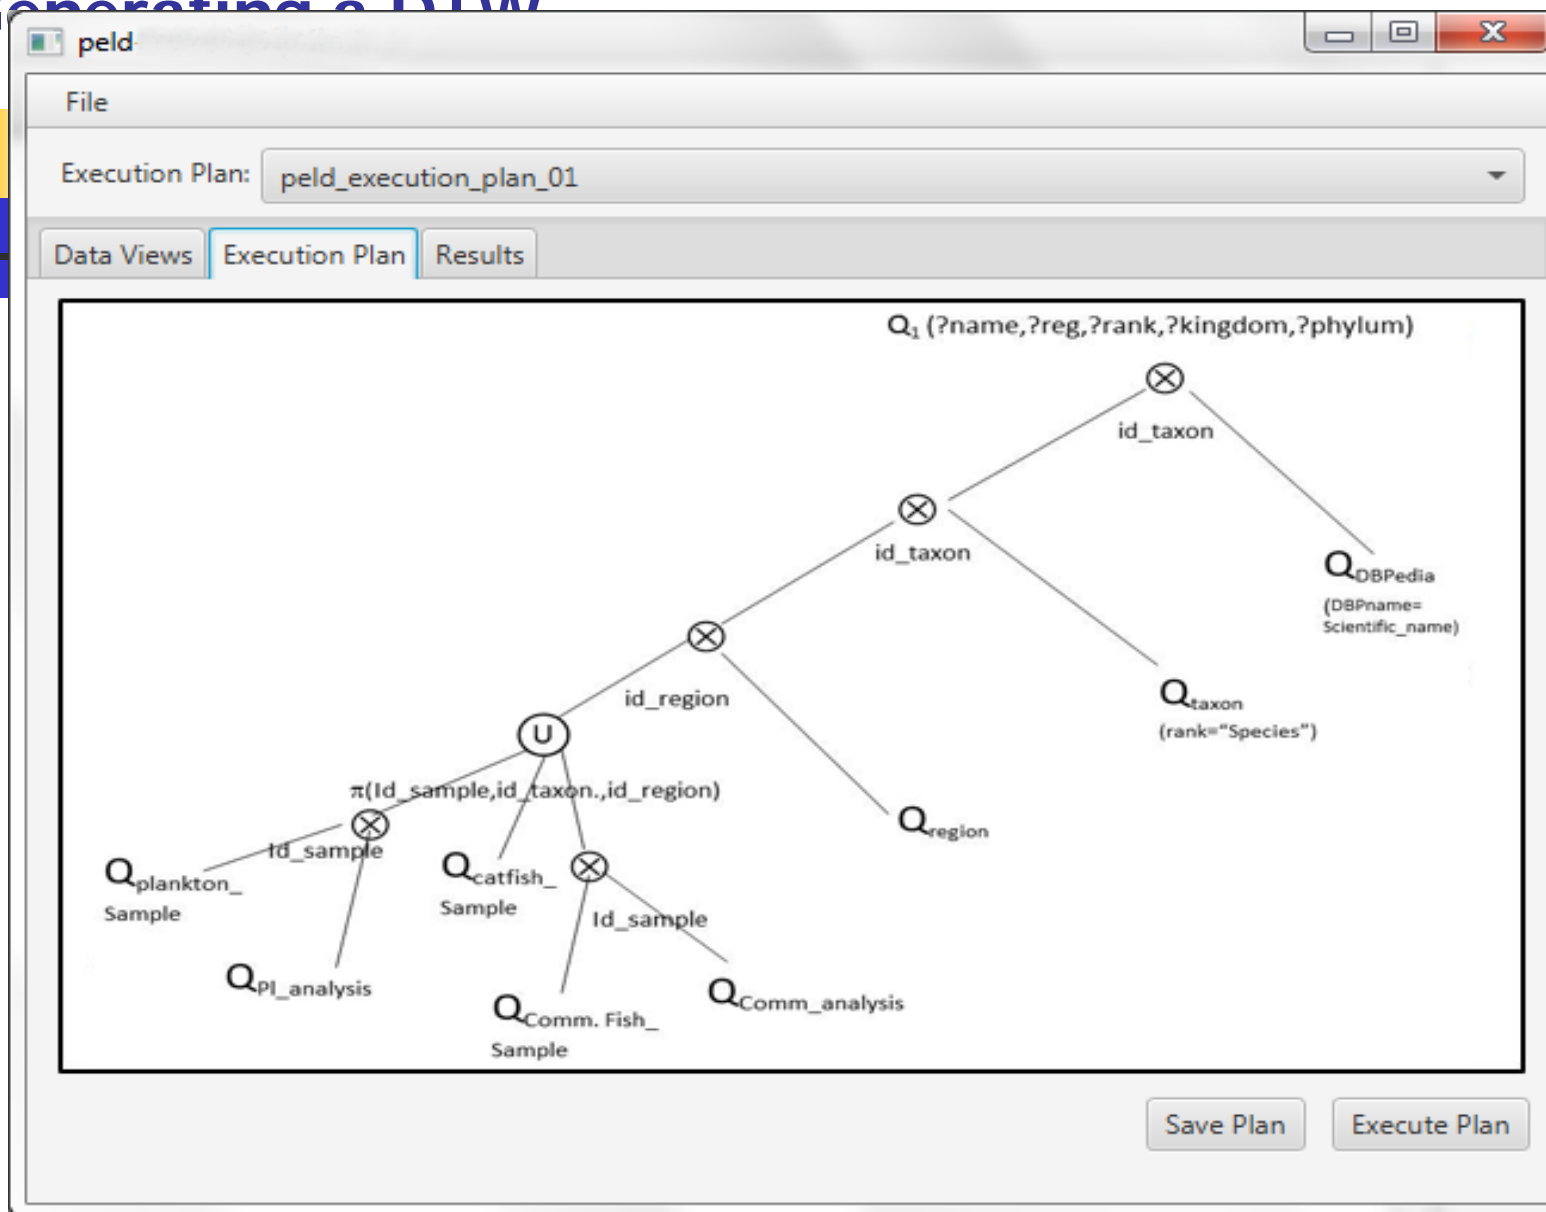 Generating a DTW
peld
File
Execution Plan: peld_execution_plan_01
Data Views Execution Plan Results
Q1 (?name,?reg,?rank,?kingdom,?phylum)
id_taxon
id_taxon
QDBPedia
(DBPname=
Scientific_name)
id_region
Qtaxon
(rank="Species")
U
π(Id_sample,id_taxon.,id_region)
Qregion
Id_sample
Qplankton_
Sample
Qcatfish_
Sample
Id_sample
QPl_analysis
QComm. Fish_
Sample
QComm_analysis
Save Plan Execute Plan